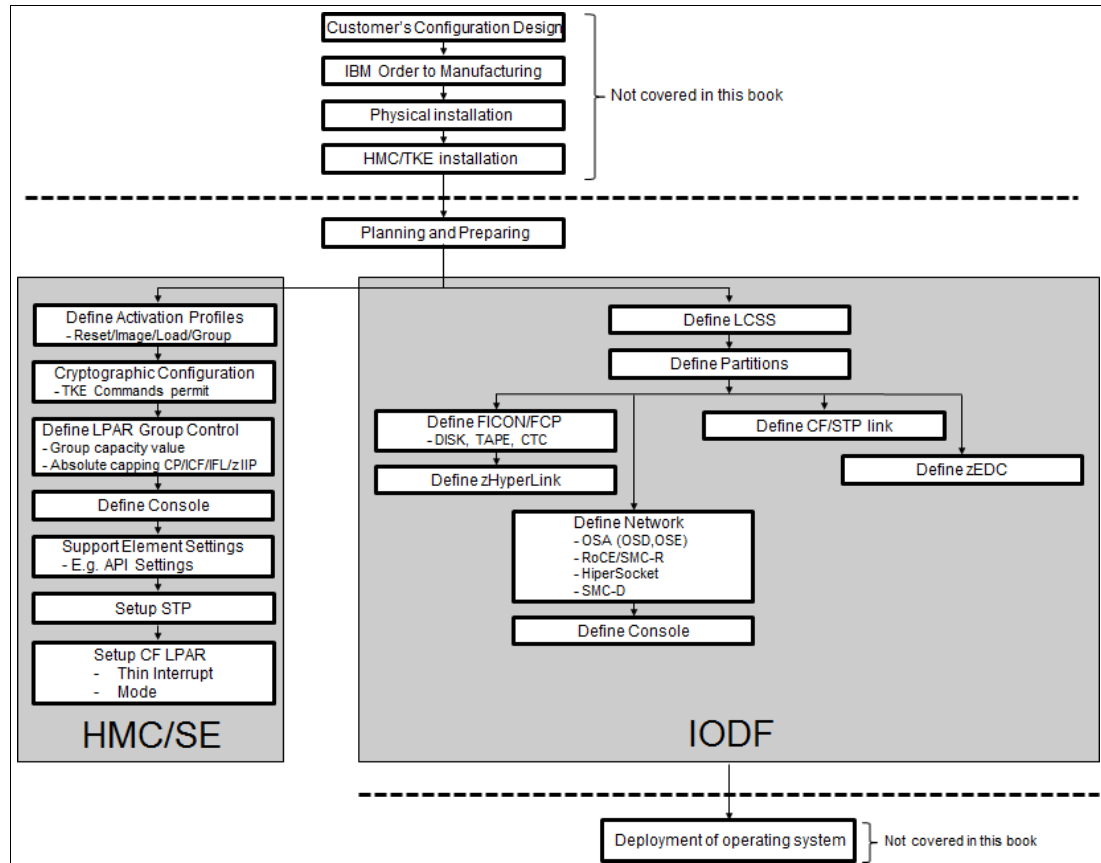 Customer's Configuration Design
IBM Order to Manufacturing
Physical installation
HMC/TKE installation
Not covered in this book
Planning and Preparing
Define Activation Profiles
- Reset/Image/Load/Group
Cryptographic Configuration
- TKE Commands permit
Define LPAR Group Control
- Group capacity value
- Absolute capping CP/ICF/IFL/zIIP
Define Console
Support Element Settings
- E.g. API Settings
Setup STP
Setup CF LPAR
- Thin Interrupt
- Mode
HMC/SE
Define LCSS
Define Partitions
Define FICON/FCP
- DISK, TAPE, CTC
Define zHyperLink
Define CF/STP link
Define zEDC
Define Network
- OSA (OSD,OSE)
- RoCE/SMC-R
- HiperSocket
- SMC-D
Define Console
IODF
Deployment of operating system
Not covered in this book